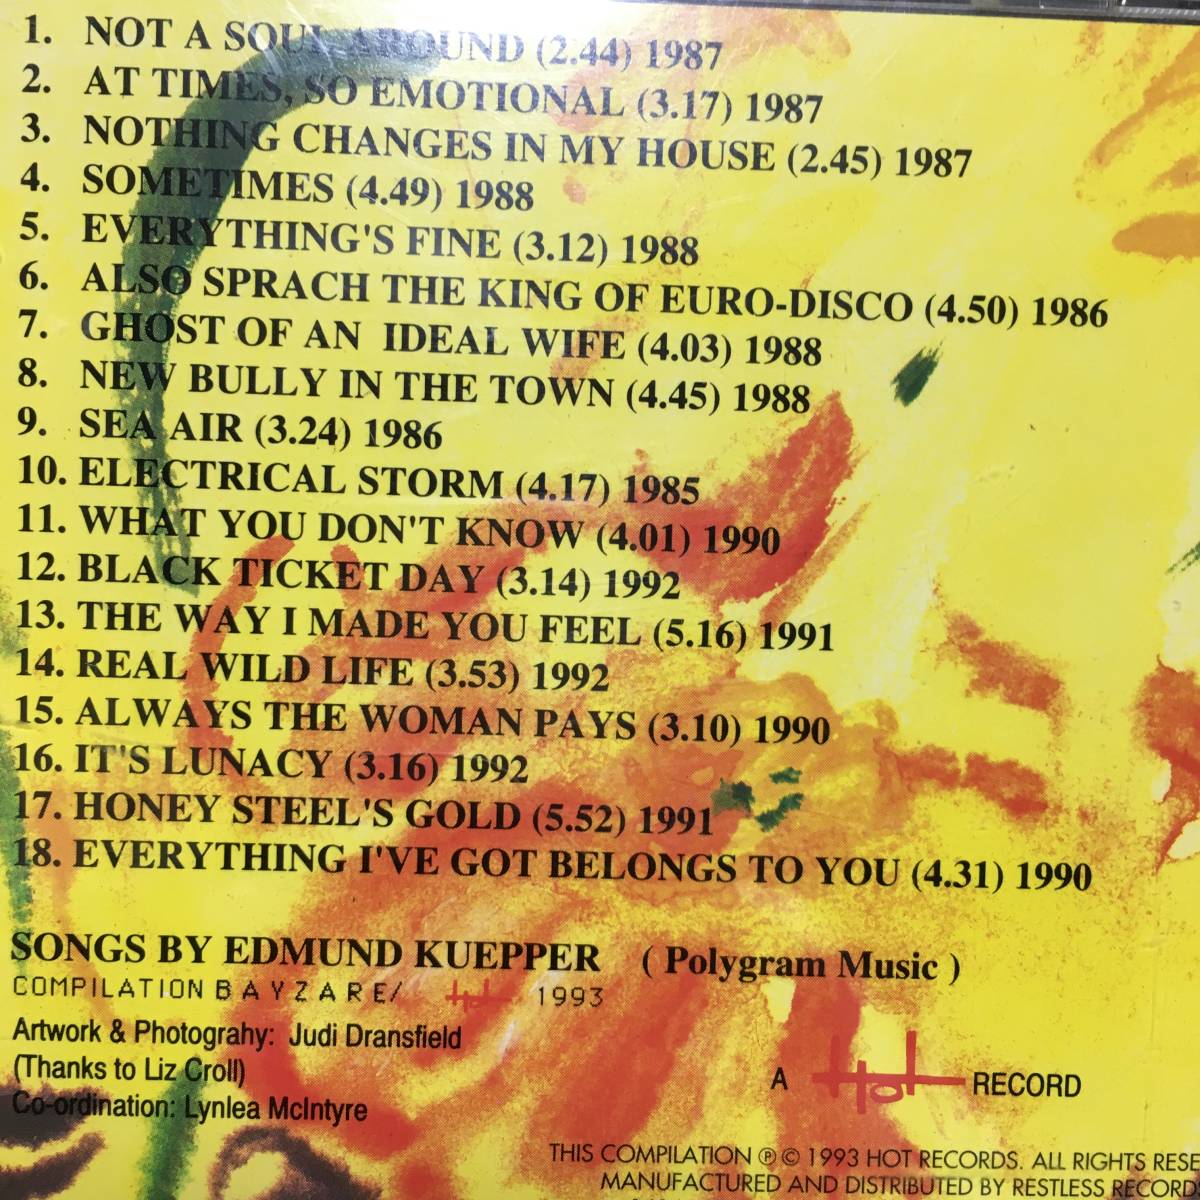 1. NOT A SOUL AROUND (2.44) 1987
2. AT TIMES, SO EMOTIONAL (3.17) 1987
3. NOTHING CHANGES IN MY HOUSE (2.45) 1987
4. SOMETIMES (4.49) 1988
5. EVERYTHING'S FINE (3.12) 1988
6. ALSO SPRACH THE KING OF EURO-DISCO (4.50) 1986
7. GHOST OF AN IDEAL WIFE (4.03) 1988
8. NEW BULLY IN THE TOWN (4.45) 1988
9. SEA AIR (3.24) 1986
10. ELECTRICAL STORM (4.17) 1985
11. WHAT YOU DON'T KNOW (4.01) 1990
12. BLACK TICKET DAY (3.14) 1992
13. THE WAY I MADE YOU FEEL (5.16) 1991
14. REAL WILD LIFE (3.53) 1992
15. ALWAYS THE WOMAN PAYS (3.10) 1990
16. IT'S LUNACY (3.16) 1992
17. HONEY STEEL'S GOLD (5.52) 1991
18. EVERYTHING I'VE GOT BELONGS TO YOU (4.31) 1990
SONGS BY EDMUND KUEPPER (Polygram Music)
COMPILATION BAYZARE/ Hot 1993
Artwork & Photograhy: Judi Dransfield
(Thanks to Liz Croll)
Co-ordination: Lynlea McIntyre
A Hot RECORD
THIS COMPILATION ℗ © 1993 HOT RECORDS. ALL RIGHTS RESE
MANUFACTURED AND DISTRIBUTED BY RESTLESS RECORD